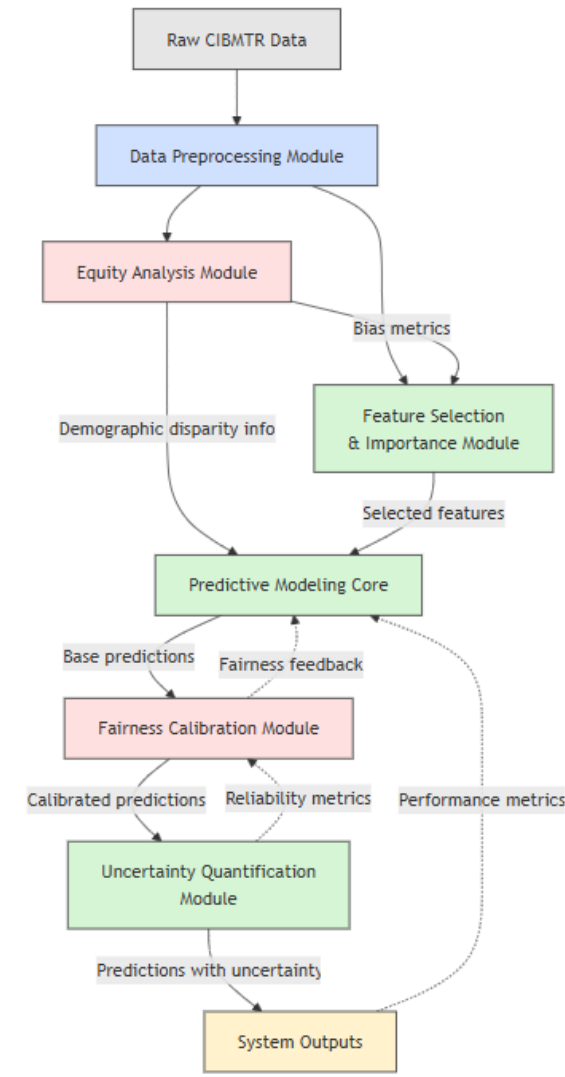 Raw CIBMTR Data
Data Preprocessing Module
Equity Analysis Module
Bias metrics
Feature Selection
& Importance Module
Demographic disparity info
Selected features
Predictive Modeling Core
Base predictions
Fairness feedback
Fairness Calibration Module
Calibrated predictions
Reliability metrics
Performance metrics
Uncertainty Quantification
Module
Predictions with uncertainty
System Outputs